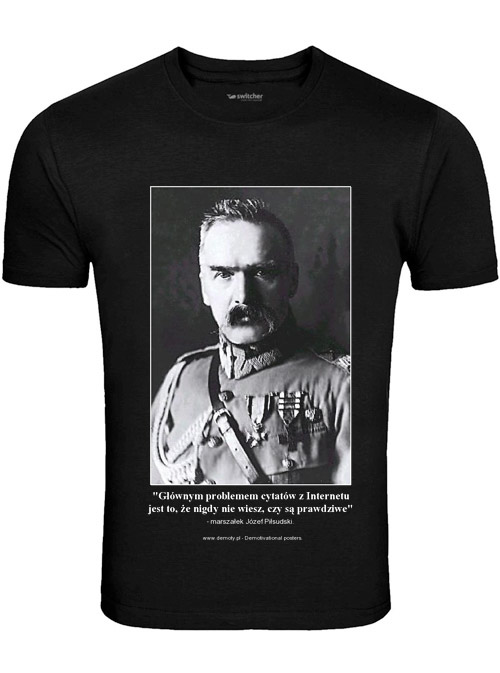 switcher
"Głównym problemem cytatów z Internetu
jest to, że nigdy nie wiesz, czy są prawdziwe"
- marszałek Józef Piłsudski.
www.demoty.pl - Demotivational posters